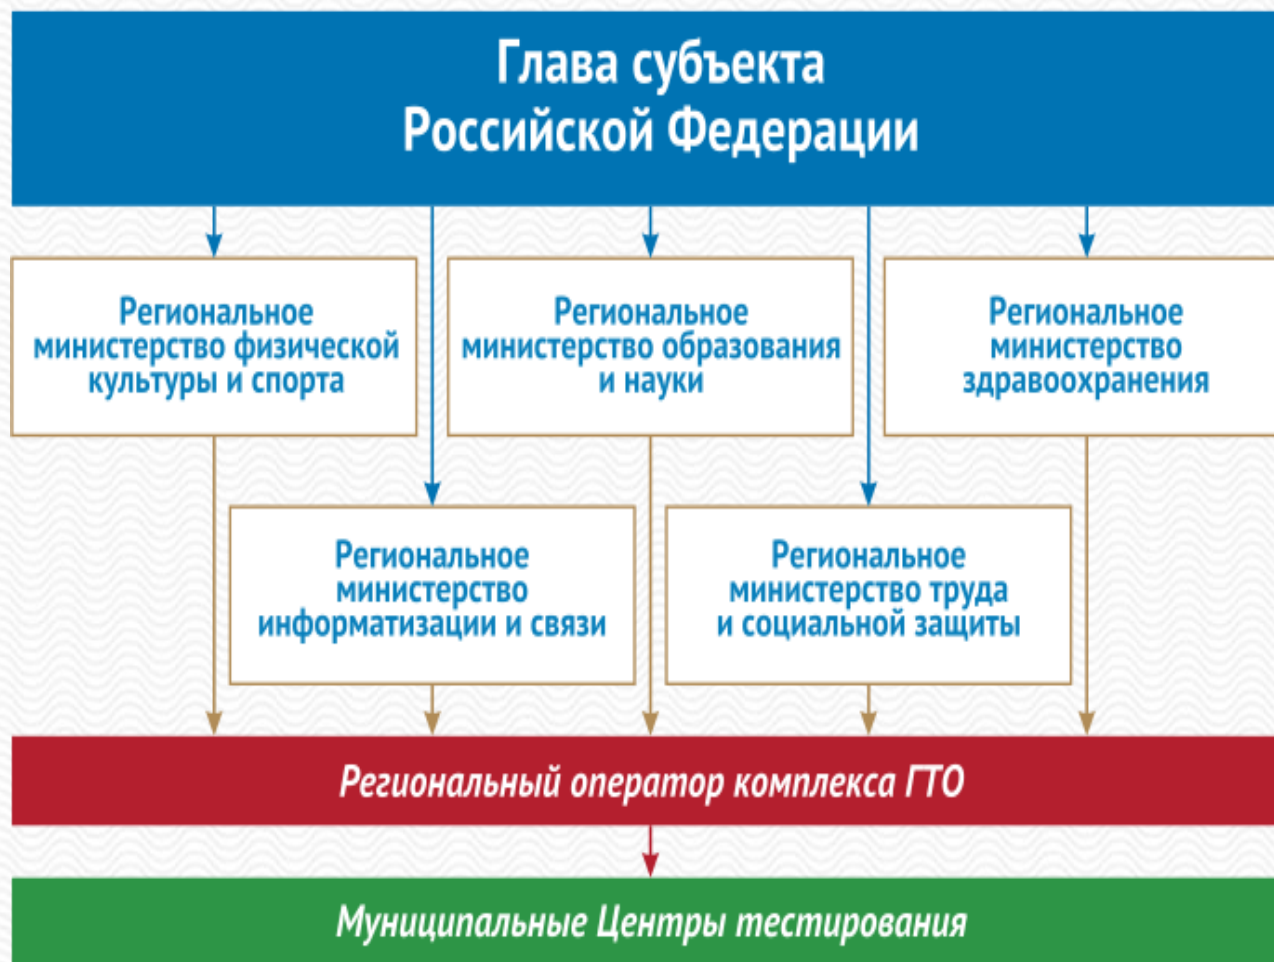 Глава субъекта
Российской Федерации
Региональное
министерство физической
культуры и спорта
Региональное
министерство образования
и науки
Региональное
министерство
здравоохранения
Региональное
министерство
информатизации и связи
Региональное
министерство труда
и социальной защиты
Региональный оператор комплекса ГТО
Муниципальные Центры тестирования